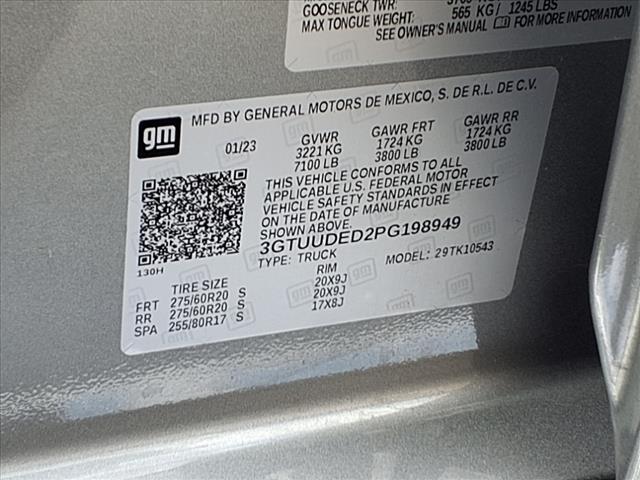 GOOSENECK TWR:
MAX TONGUE WEIGHT: 565 KG / 1245 LBS
SEE OWNER'S MANUAL FOR MORE INFORMATION
MFD BY GENERAL MOTORS DE MEXICO, S. DE R.L. DE C.V.
gm
01/23 GVWR GAWR FRT GAWR RR
3221 KG 1724 KG 1724 KG
7100 LB 3800 LB 3800 LB
THIS VEHICLE CONFORMS TO ALL
APPLICABLE U.S. FEDERAL MOTOR
VEHICLE SAFETY STANDARDS IN EFFECT
ON THE DATE OF MANUFACTURE
SHOWN ABOVE.
3GTUUDED2PG198949
TYPE: TRUCK MODEL: 29TK10543
130H
TIRE SIZE RIM
FRT 275/60R20 S 20X9J
RR 275/60R20 S 20X9J
SPA 255/80R17 S 17X8J